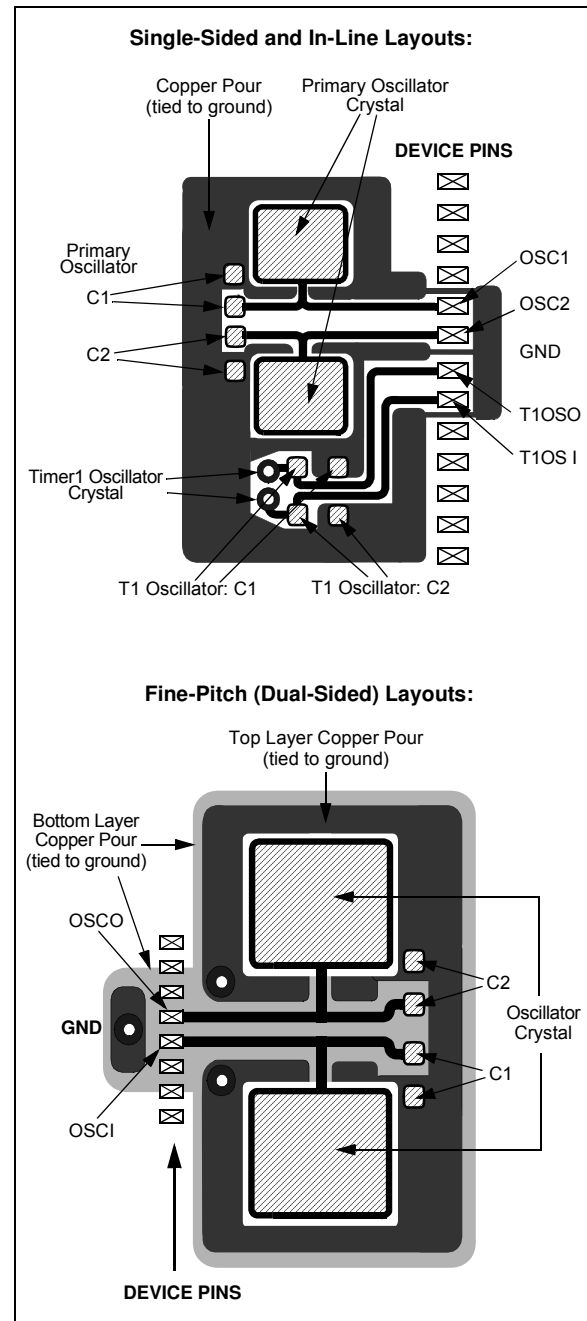 Single-Sided and In-Line Layouts:
Copper Pour
(tied to ground)
Primary Oscillator
Crystal
DEVICE PINS
Primary
Oscillator
C1
C2
OSC1
OSC2
GND
T1OSO
T1OS I
Timer1 Oscillator
Crystal
T1 Oscillator: C1
T1 Oscillator: C2
Fine-Pitch (Dual-Sided) Layouts:
Top Layer Copper Pour
(tied to ground)
Bottom Layer
Copper Pour
(tied to ground)
OSCO
GND
OSCI
C2
Oscillator
Crystal
C1
DEVICE PINS